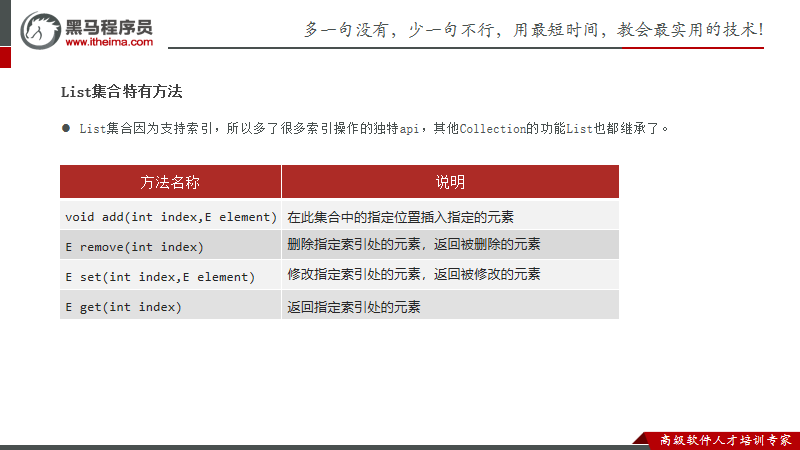 黑马程序员
www.itheima.com
多一句没有，少一句不行，用最短时间，教会最实用的技术！
List集合特有方法
● List集合因为支持索引，所以多了很多索引操作的独特api，其他Collection的功能List也都继承了。
方法名称 说明
void add(int index,E element) 在此集合中的指定位置插入指定的元素
E remove(int index) 删除指定索引处的元素，返回被删除的元素
E set(int index,E element) 修改指定索引处的元素，返回被修改的元素
E get(int index) 返回指定索引处的元素
高级软件人才培训专家